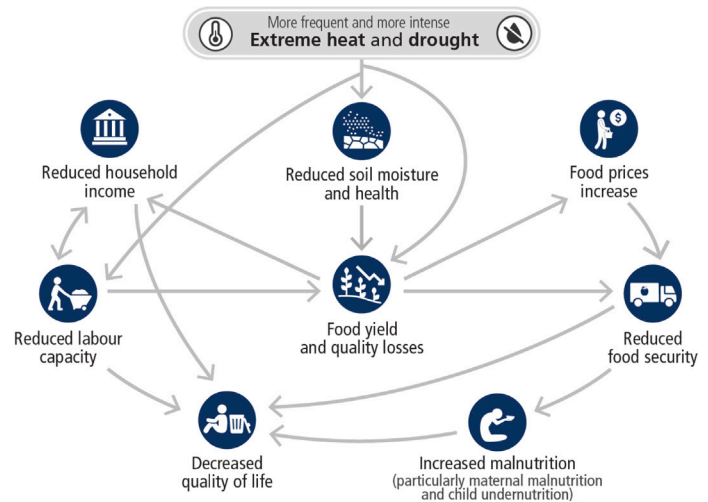 More frequent and more intense
Extreme heat and drought
Reduced household
income
Reduced soil moisture
and health
$
Food prices
increase
Reduced labour
capacity
Food yield
and quality losses
Reduced
food security
Decreased
quality of life
Increased malnutrition
(particularly maternal malnutrition
and child undernutrition)